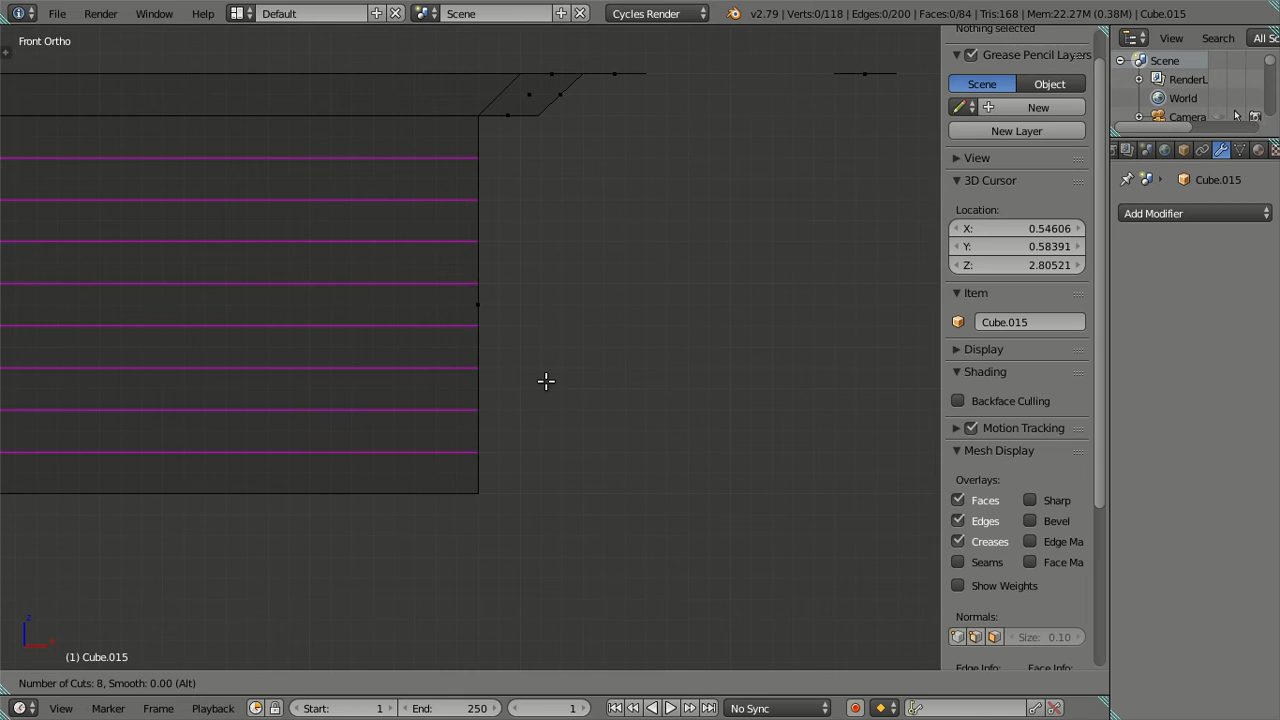 File Render Window Help Default Scene Cycles Render v2.79 | Verts:0/118 | Edges:0/200 | Faces:0/84 | Tris:168 | Mem:22.27M (0.38M) | Cube.015
Front Ortho
Nothing selected
Grease Pencil Layers
Scene Object
New
New Layer
View
3D Cursor
Location:
X: 0.54606
Y: 0.58391
Z: 2.80521
Item
Cube.015
Display
Shading
Backface Culling
Motion Tracking
Mesh Display
Overlays:
Faces Sharp
Edges Bevel
Creases Edge Ma
Seams Face Ma
Show Weights
Normals:
Size: 0.10
Edge Info: Face Info:
View Search All Sc
Scene
RenderL
World
Camera
Cube.015
Add Modifier
z
x
(1) Cube.015
Number of Cuts: 8, Smooth: 0.00 (Alt)
View Marker Frame Playback Start: 1 End: 250 1 No Sync